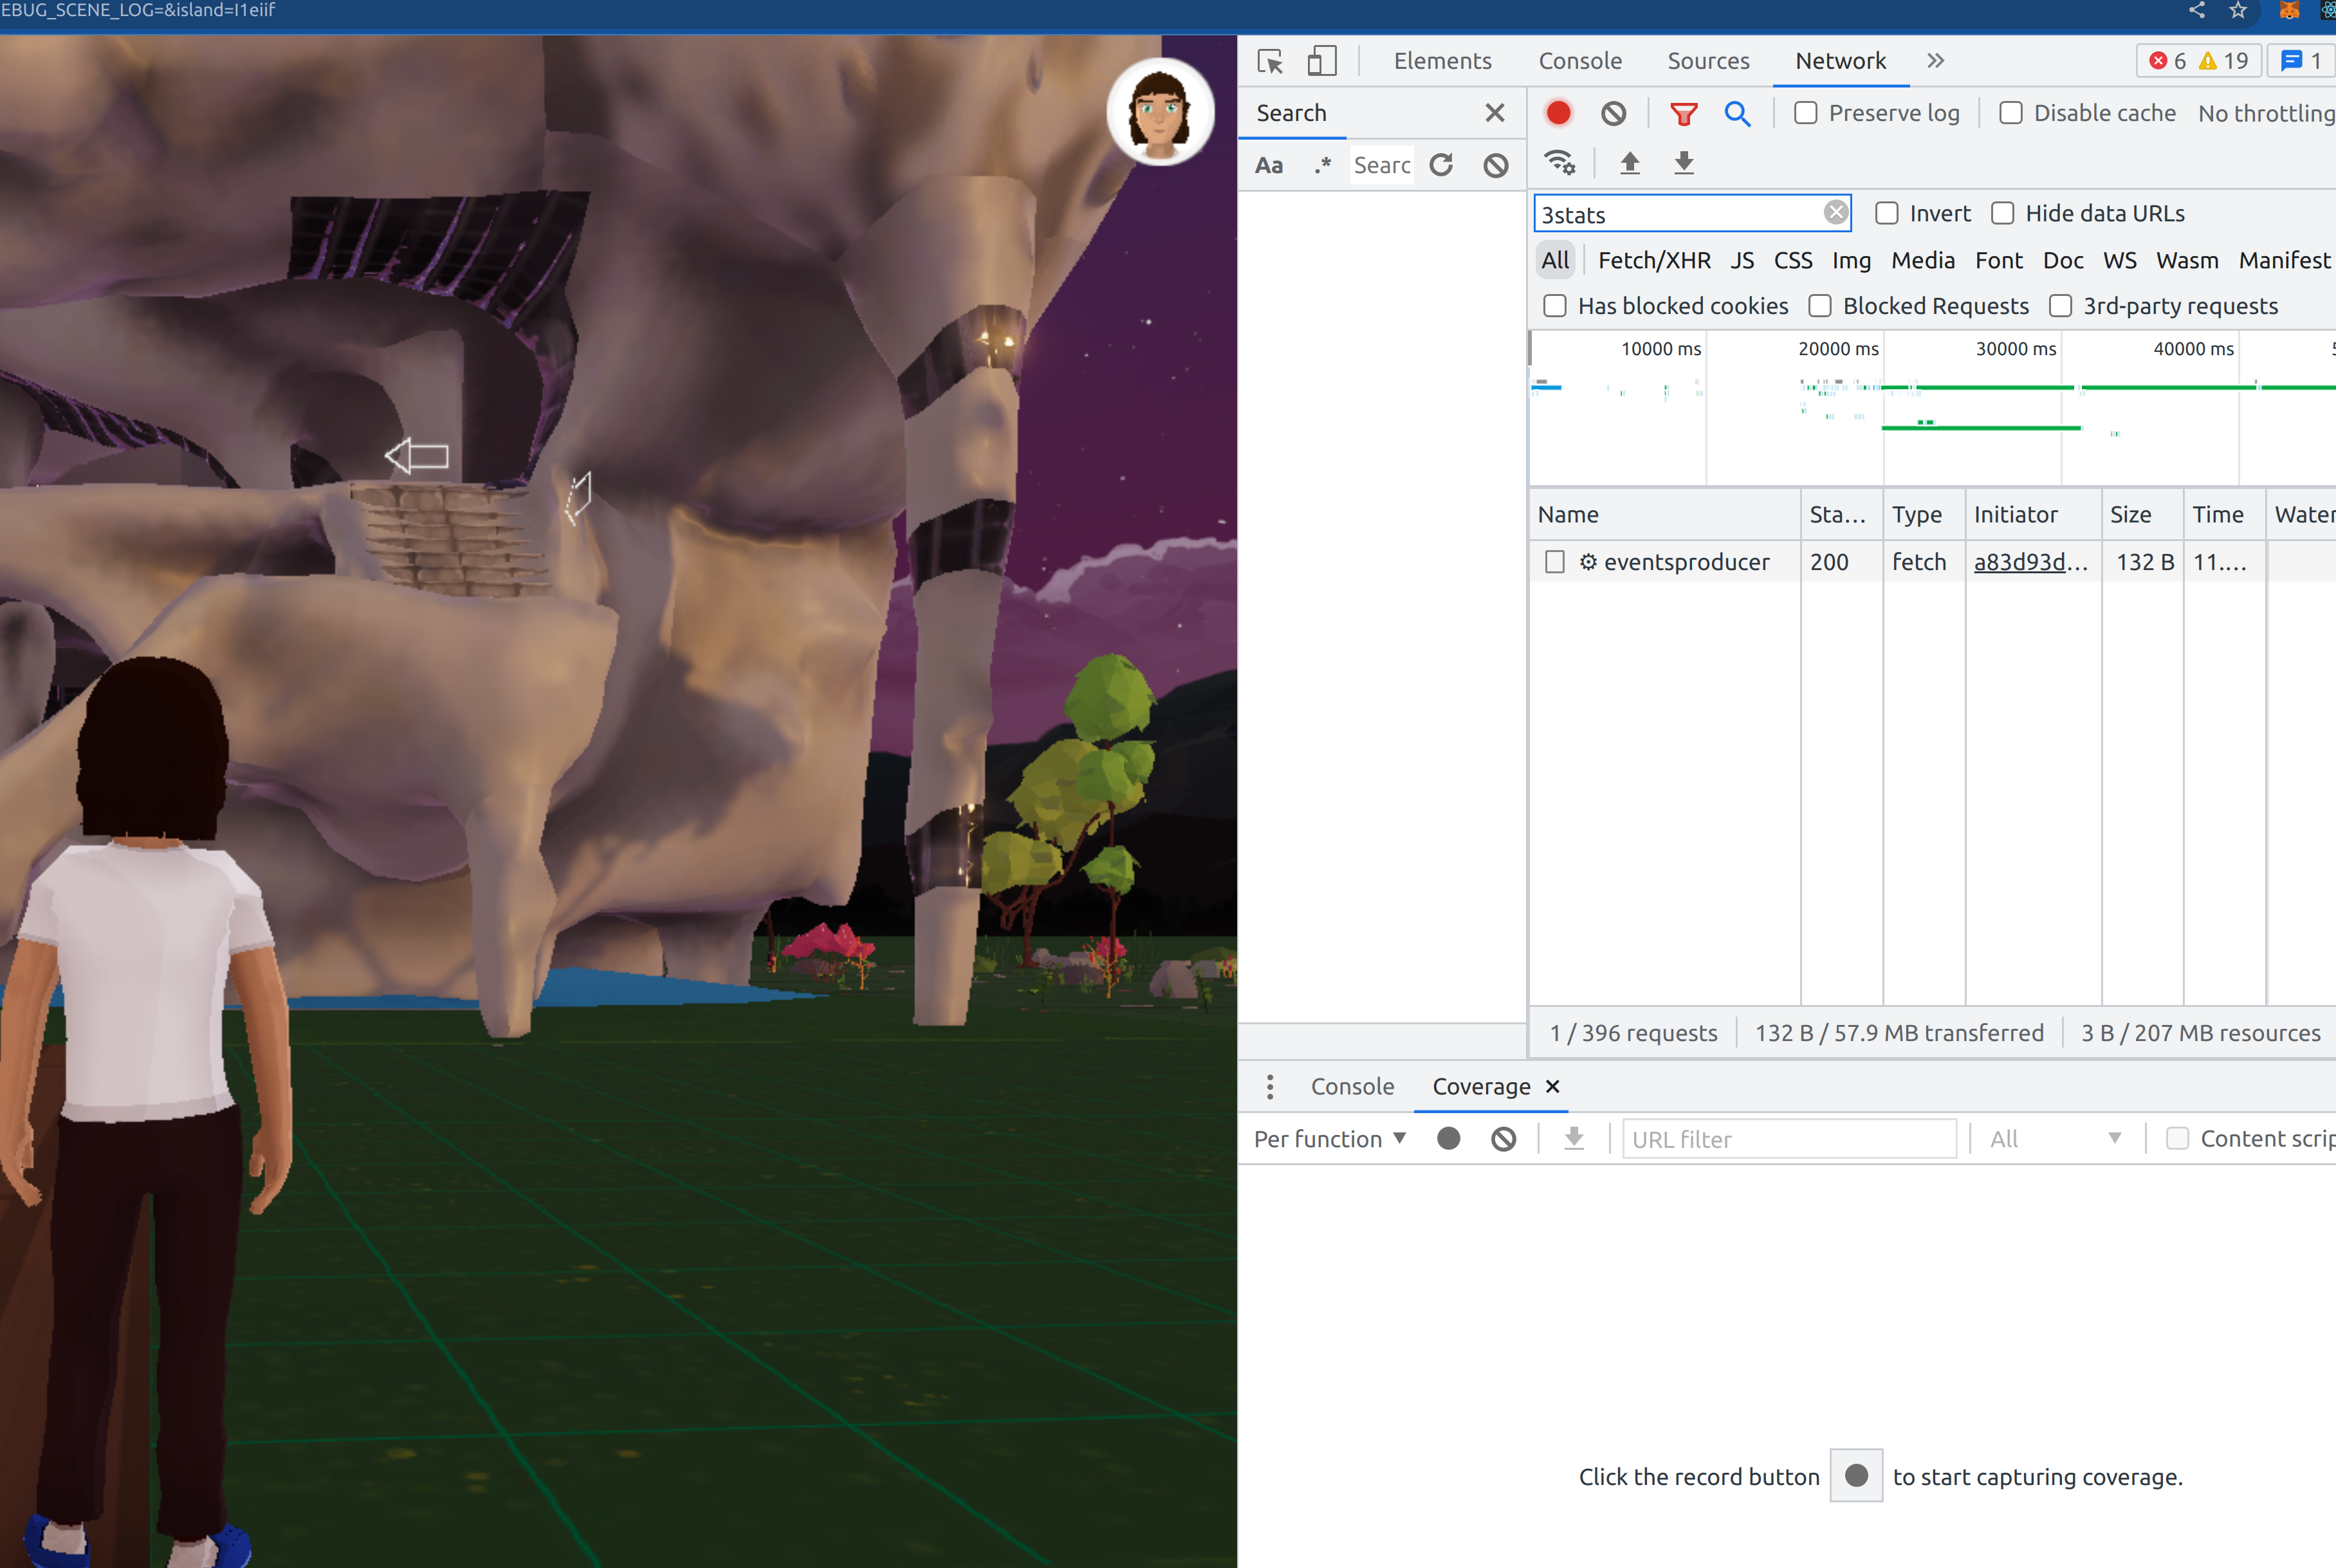 EBUG_SCENE_LOG=&island=I1eiif
Elements Console Sources Network 6 19 1
Search
Preserve log Disable cache No throttling
Aa .* Searc
3stats Invert Hide data URLs
All Fetch/XHR JS CSS Img Media Font Doc WS Wasm Manifest
Has blocked cookies Blocked Requests 3rd-party requests
10000 ms 20000 ms 30000 ms 40000 ms
Name Sta... Type Initiator Size Time Water
eventsproducer 200 fetch a83d93d... 132 B 11....
1 / 396 requests 132 B / 57.9 MB transferred 3 B / 207 MB resources
Console Coverage
Per function URL filter All Content scrip
Click the record button to start capturing coverage.